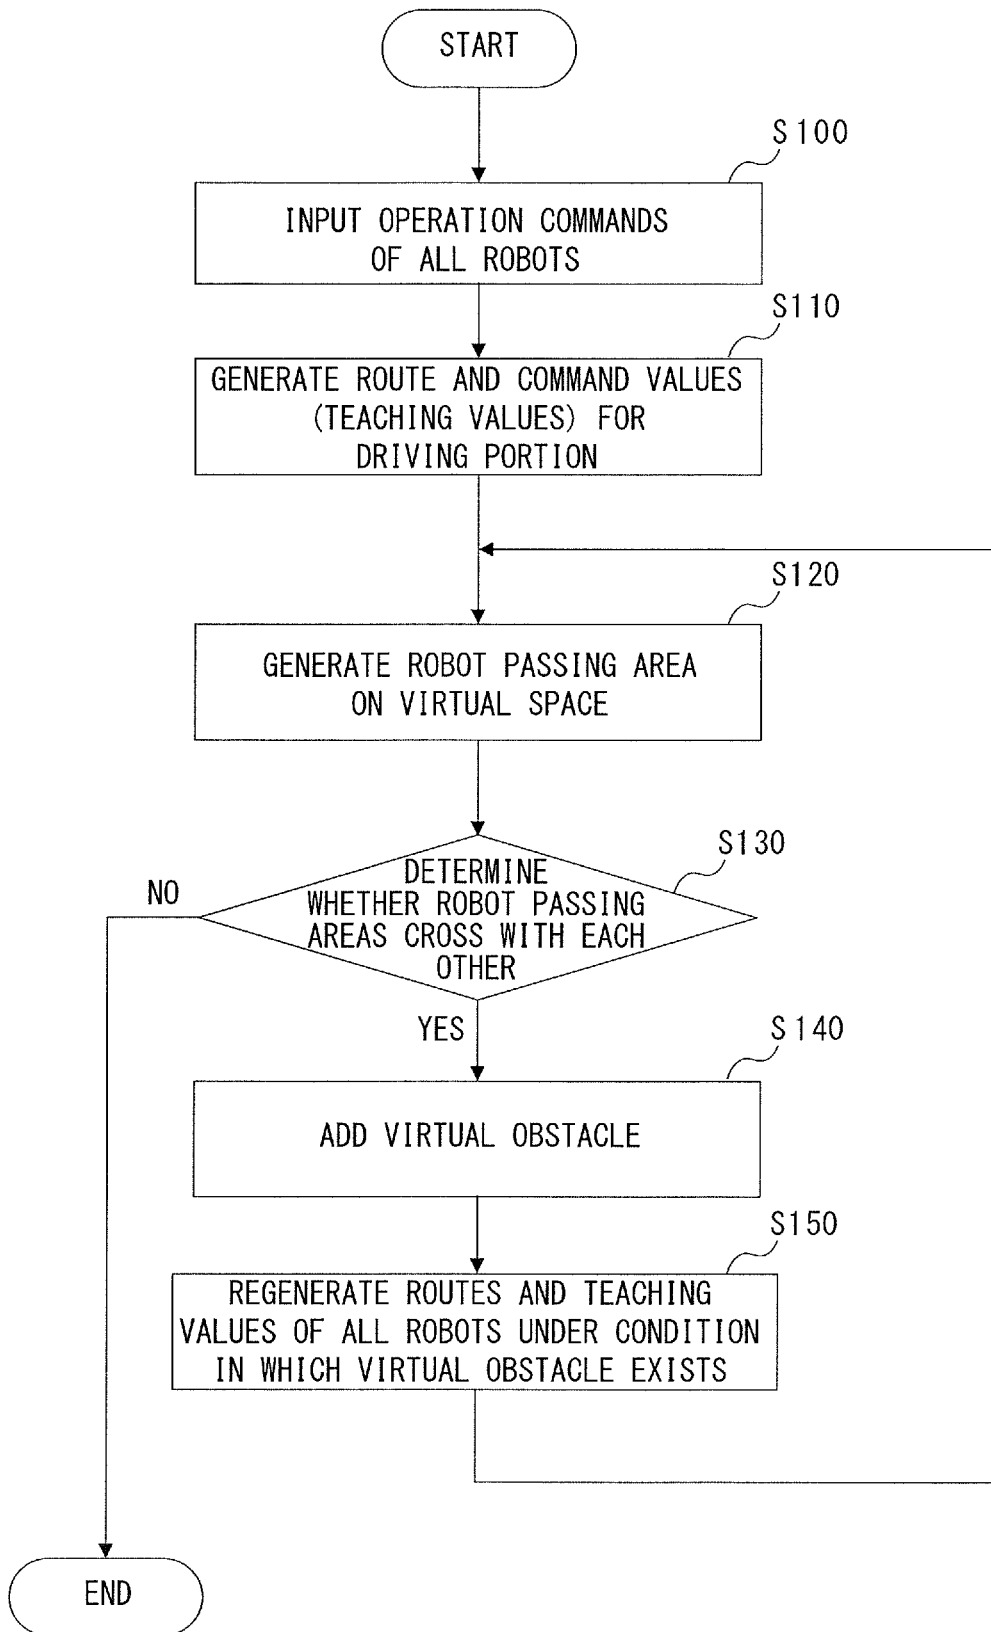 START
S100
INPUT OPERATION COMMANDS
OF ALL ROBOTS
S110
GENERATE ROUTE AND COMMAND VALUES
(TEACHING VALUES) FOR
DRIVING PORTION
S120
GENERATE ROBOT PASSING AREA
ON VIRTUAL SPACE
S130
DETERMINE
WHETHER ROBOT PASSING
AREAS CROSS WITH EACH
OTHER
NO
YES
S140
ADD VIRTUAL OBSTACLE
S150
REGENERATE ROUTES AND TEACHING
VALUES OF ALL ROBOTS UNDER CONDITION
IN WHICH VIRTUAL OBSTACLE EXISTS
END